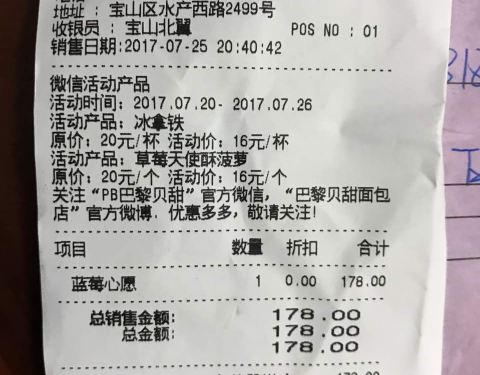 地址：宝山区水产西路2499号
收银员：宝山北翼 POS NO：01
销售日期:2017-07-25 20:40:42
微信活动产品
活动时间：2017.07.20- 2017.07.26
活动产品：冰拿铁
原价：20元/杯 活动价：16元/杯
活动产品：草莓天使酥菠萝
原价：20元/个 活动价：16元/个
关注“PB巴黎贝甜”官方微信，“巴黎贝甜面包
店”官方微博．优惠多多，敬请关注！
项目 数量 折扣 合计
蓝莓心愿 1 0.00 178.00
总销售金额： 178.00
总金额： 178.00
178.00